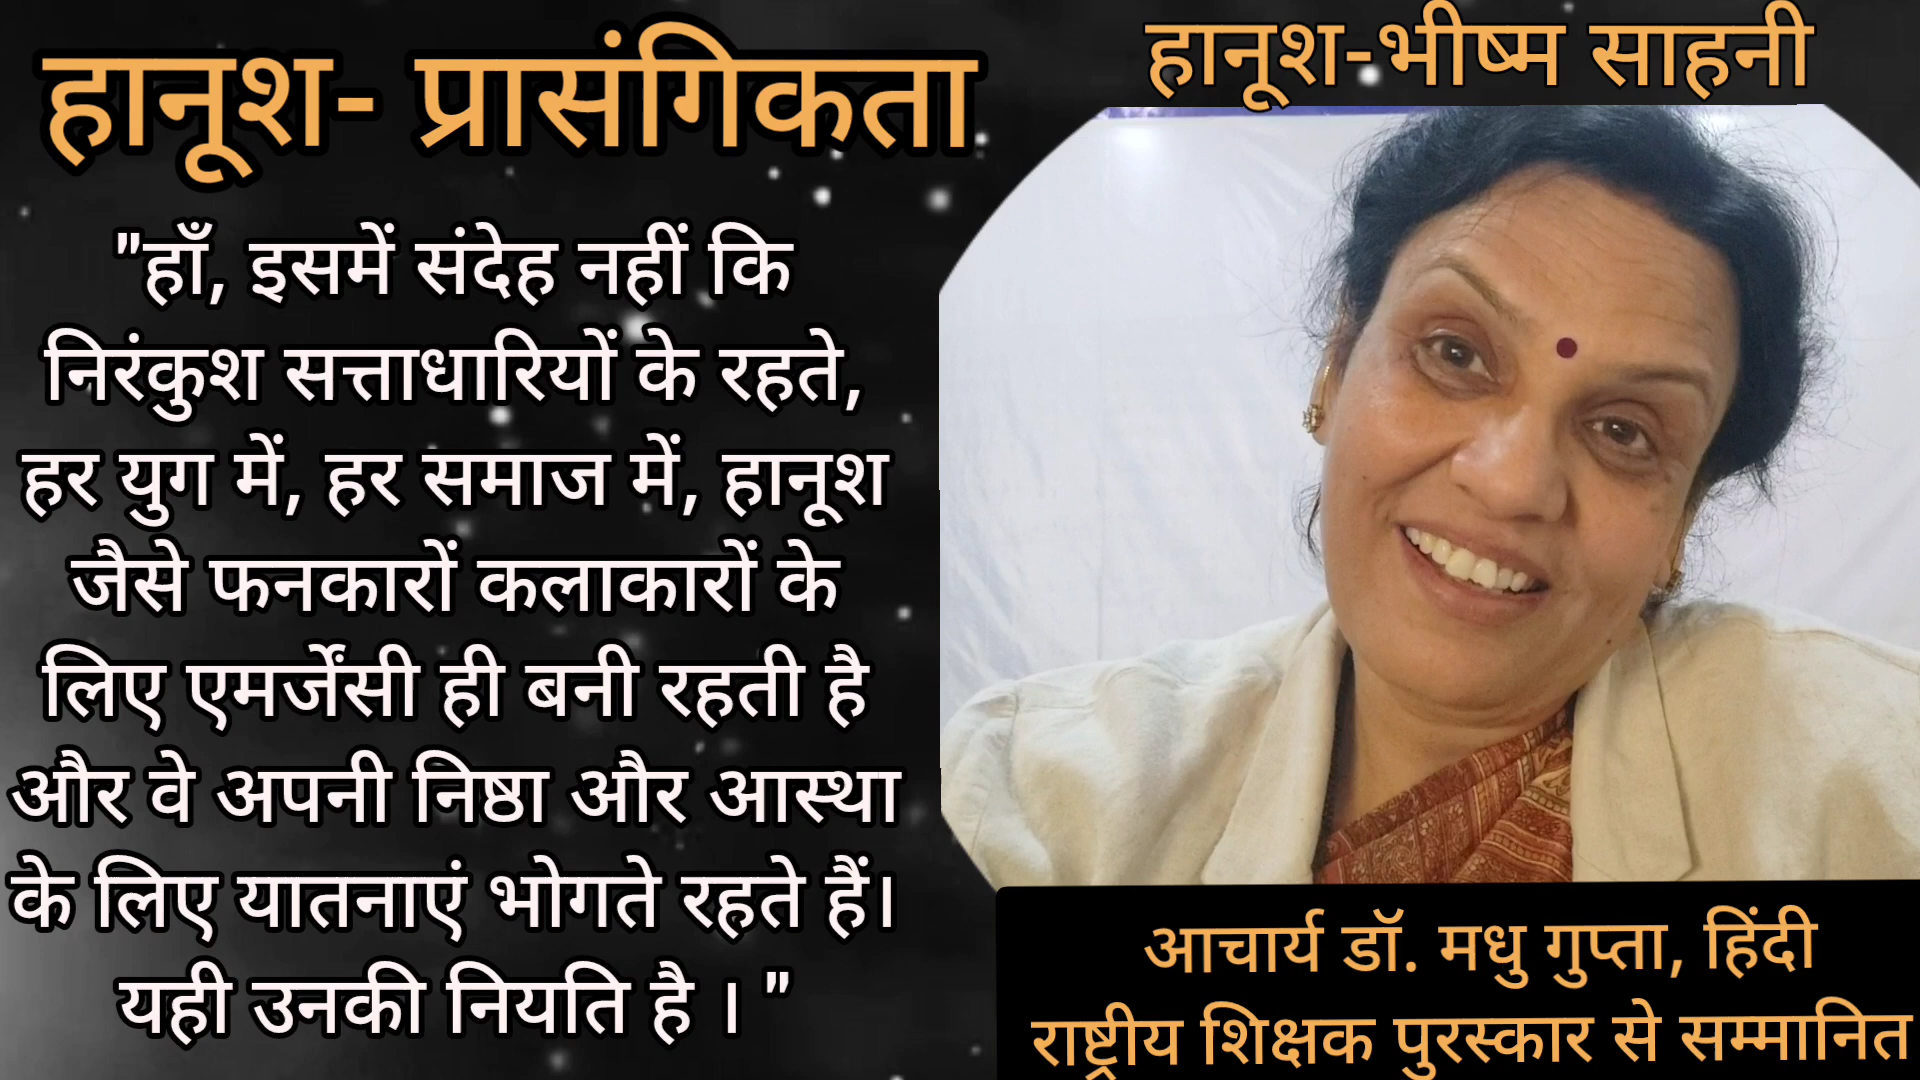 हानूश- प्रासंगिकता
"हाँ, इसमें संदेह नहीं कि
निरंकुश सत्ताधारियों के रहते,
हर युग में, हर समाज में, हानूश
जैसे फनकारों कलाकारों के
लिए एमर्जेंसी ही बनी रहती है
और वे अपनी निष्ठा और आस्था
के लिए यातनाएं भोगते रहते हैं।
यही उनकी नियति है । "
हानूश-भीष्म साहनी
आचार्य डॉ. मधु गुप्ता, हिंदी
राष्ट्रीय शिक्षक पुरस्कार से सम्मानित